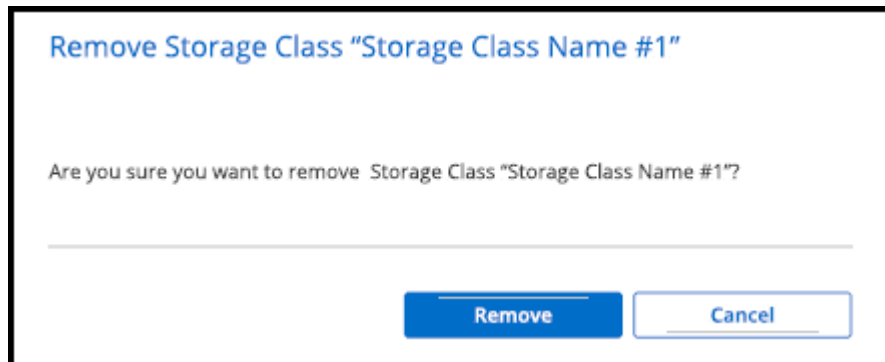 Remove Storage Class “Storage Class Name #1”
Are you sure you want to remove  Storage Class “Storage Class Name #1”?
Remove
Cancel